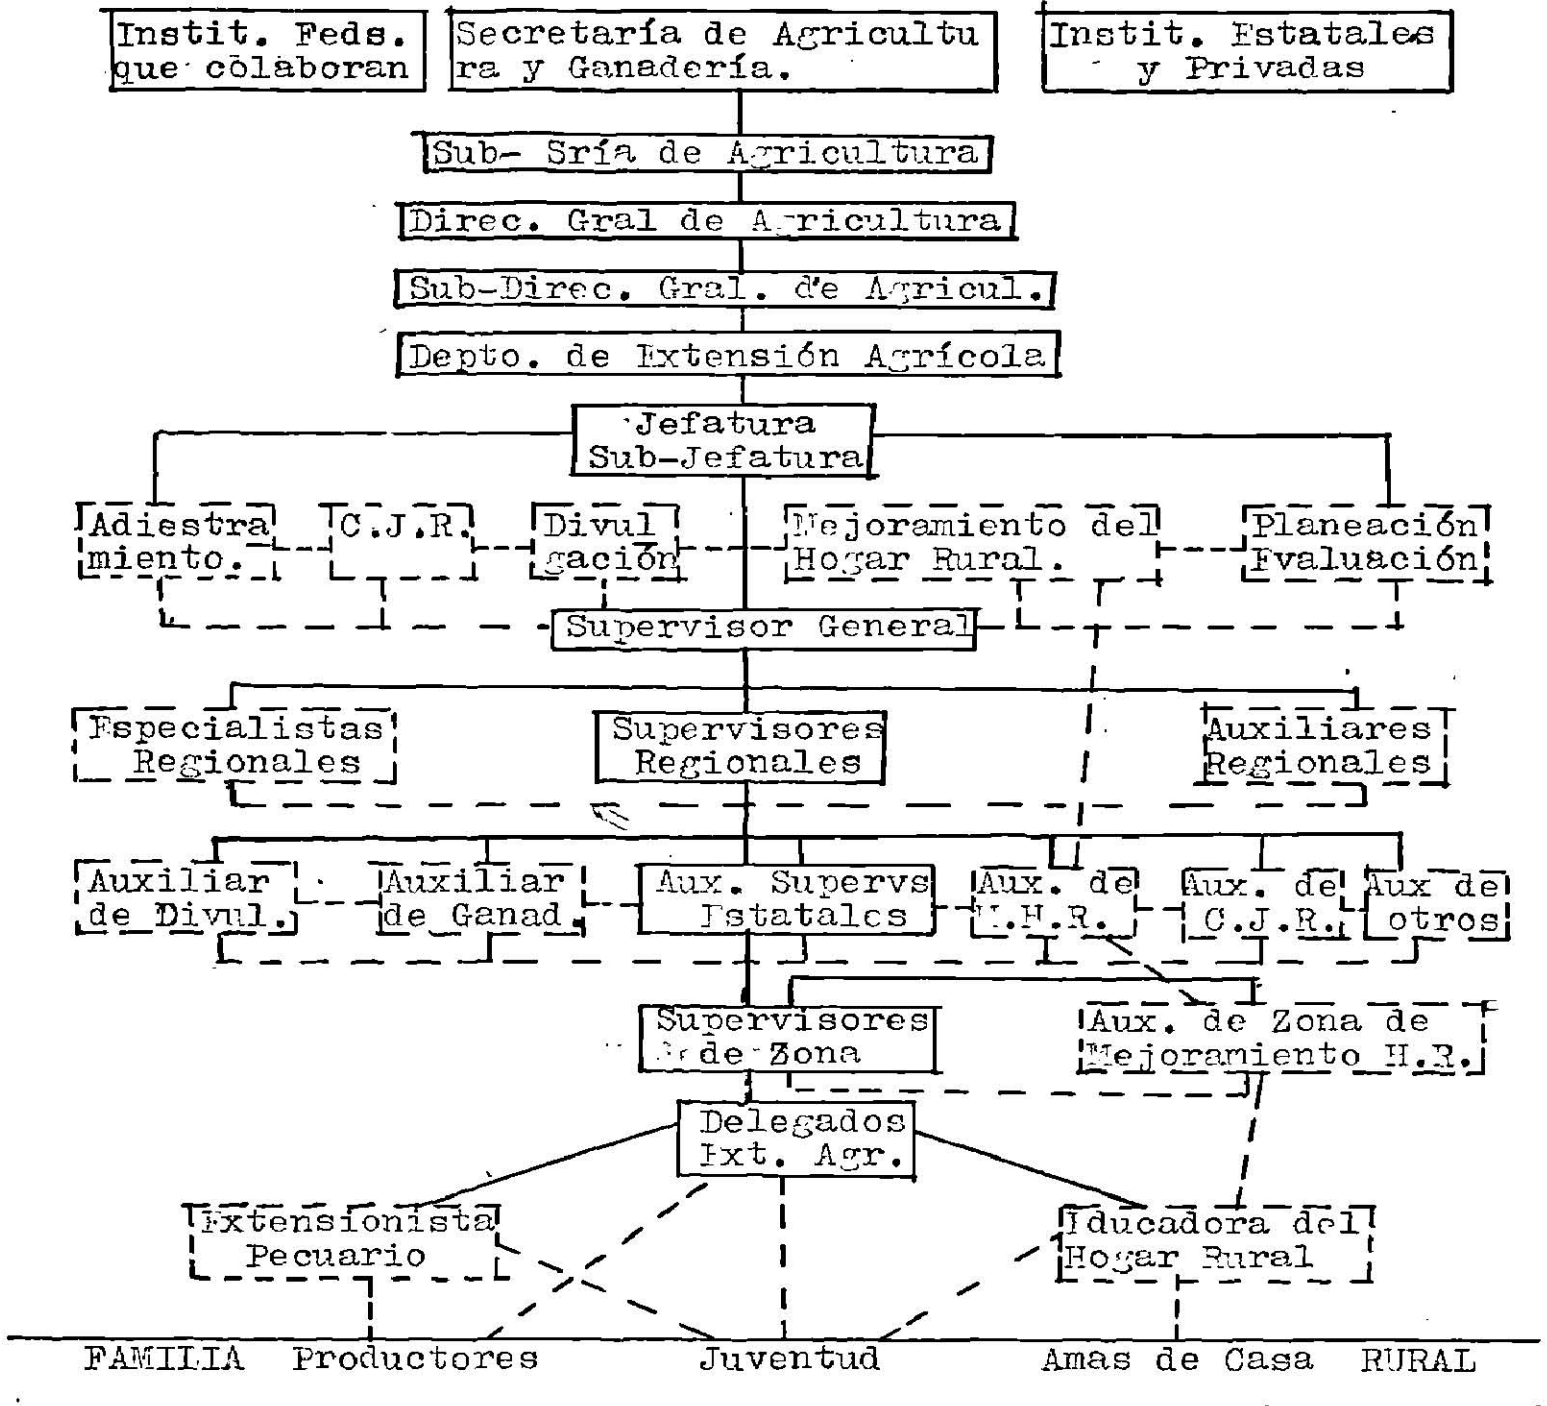 Instit. Feds.
que colaboran
Secretaría de Agricultu
ra y Ganadería.
Instit. Estatales
y Privadas
Sub- Sría de Agricultura
Direc. Gral de Agricultura
Sub-Direc. Gral. de Agricul.
Depto. de Extensión Agrícola
Jefatura
Sub-Jefatura
Adiestra
miento.
C.J.R.
Divul
gación
Mejoramiento del
Hogar Rural.
Planeación
Evaluación
Supervisor General
Especialistas
Regionales
Supervisores
Regionales
Auxiliares
Regionales
Auxiliar
de Divul.
Auxiliar
de Ganad.
Aux. Supervs
Estatales
Aux. de
M.H.R.
Aux. de
C.J.R.
Aux de
otros
Supervisores
de Zona
Aux. de Zona de
Mejoramiento H.R.
Delegados
Ext. Agr.
Extensionista
Pecuario
Educadora del
Hogar Rural
FAMILIA Productores Juventud Amas de Casa RURAL